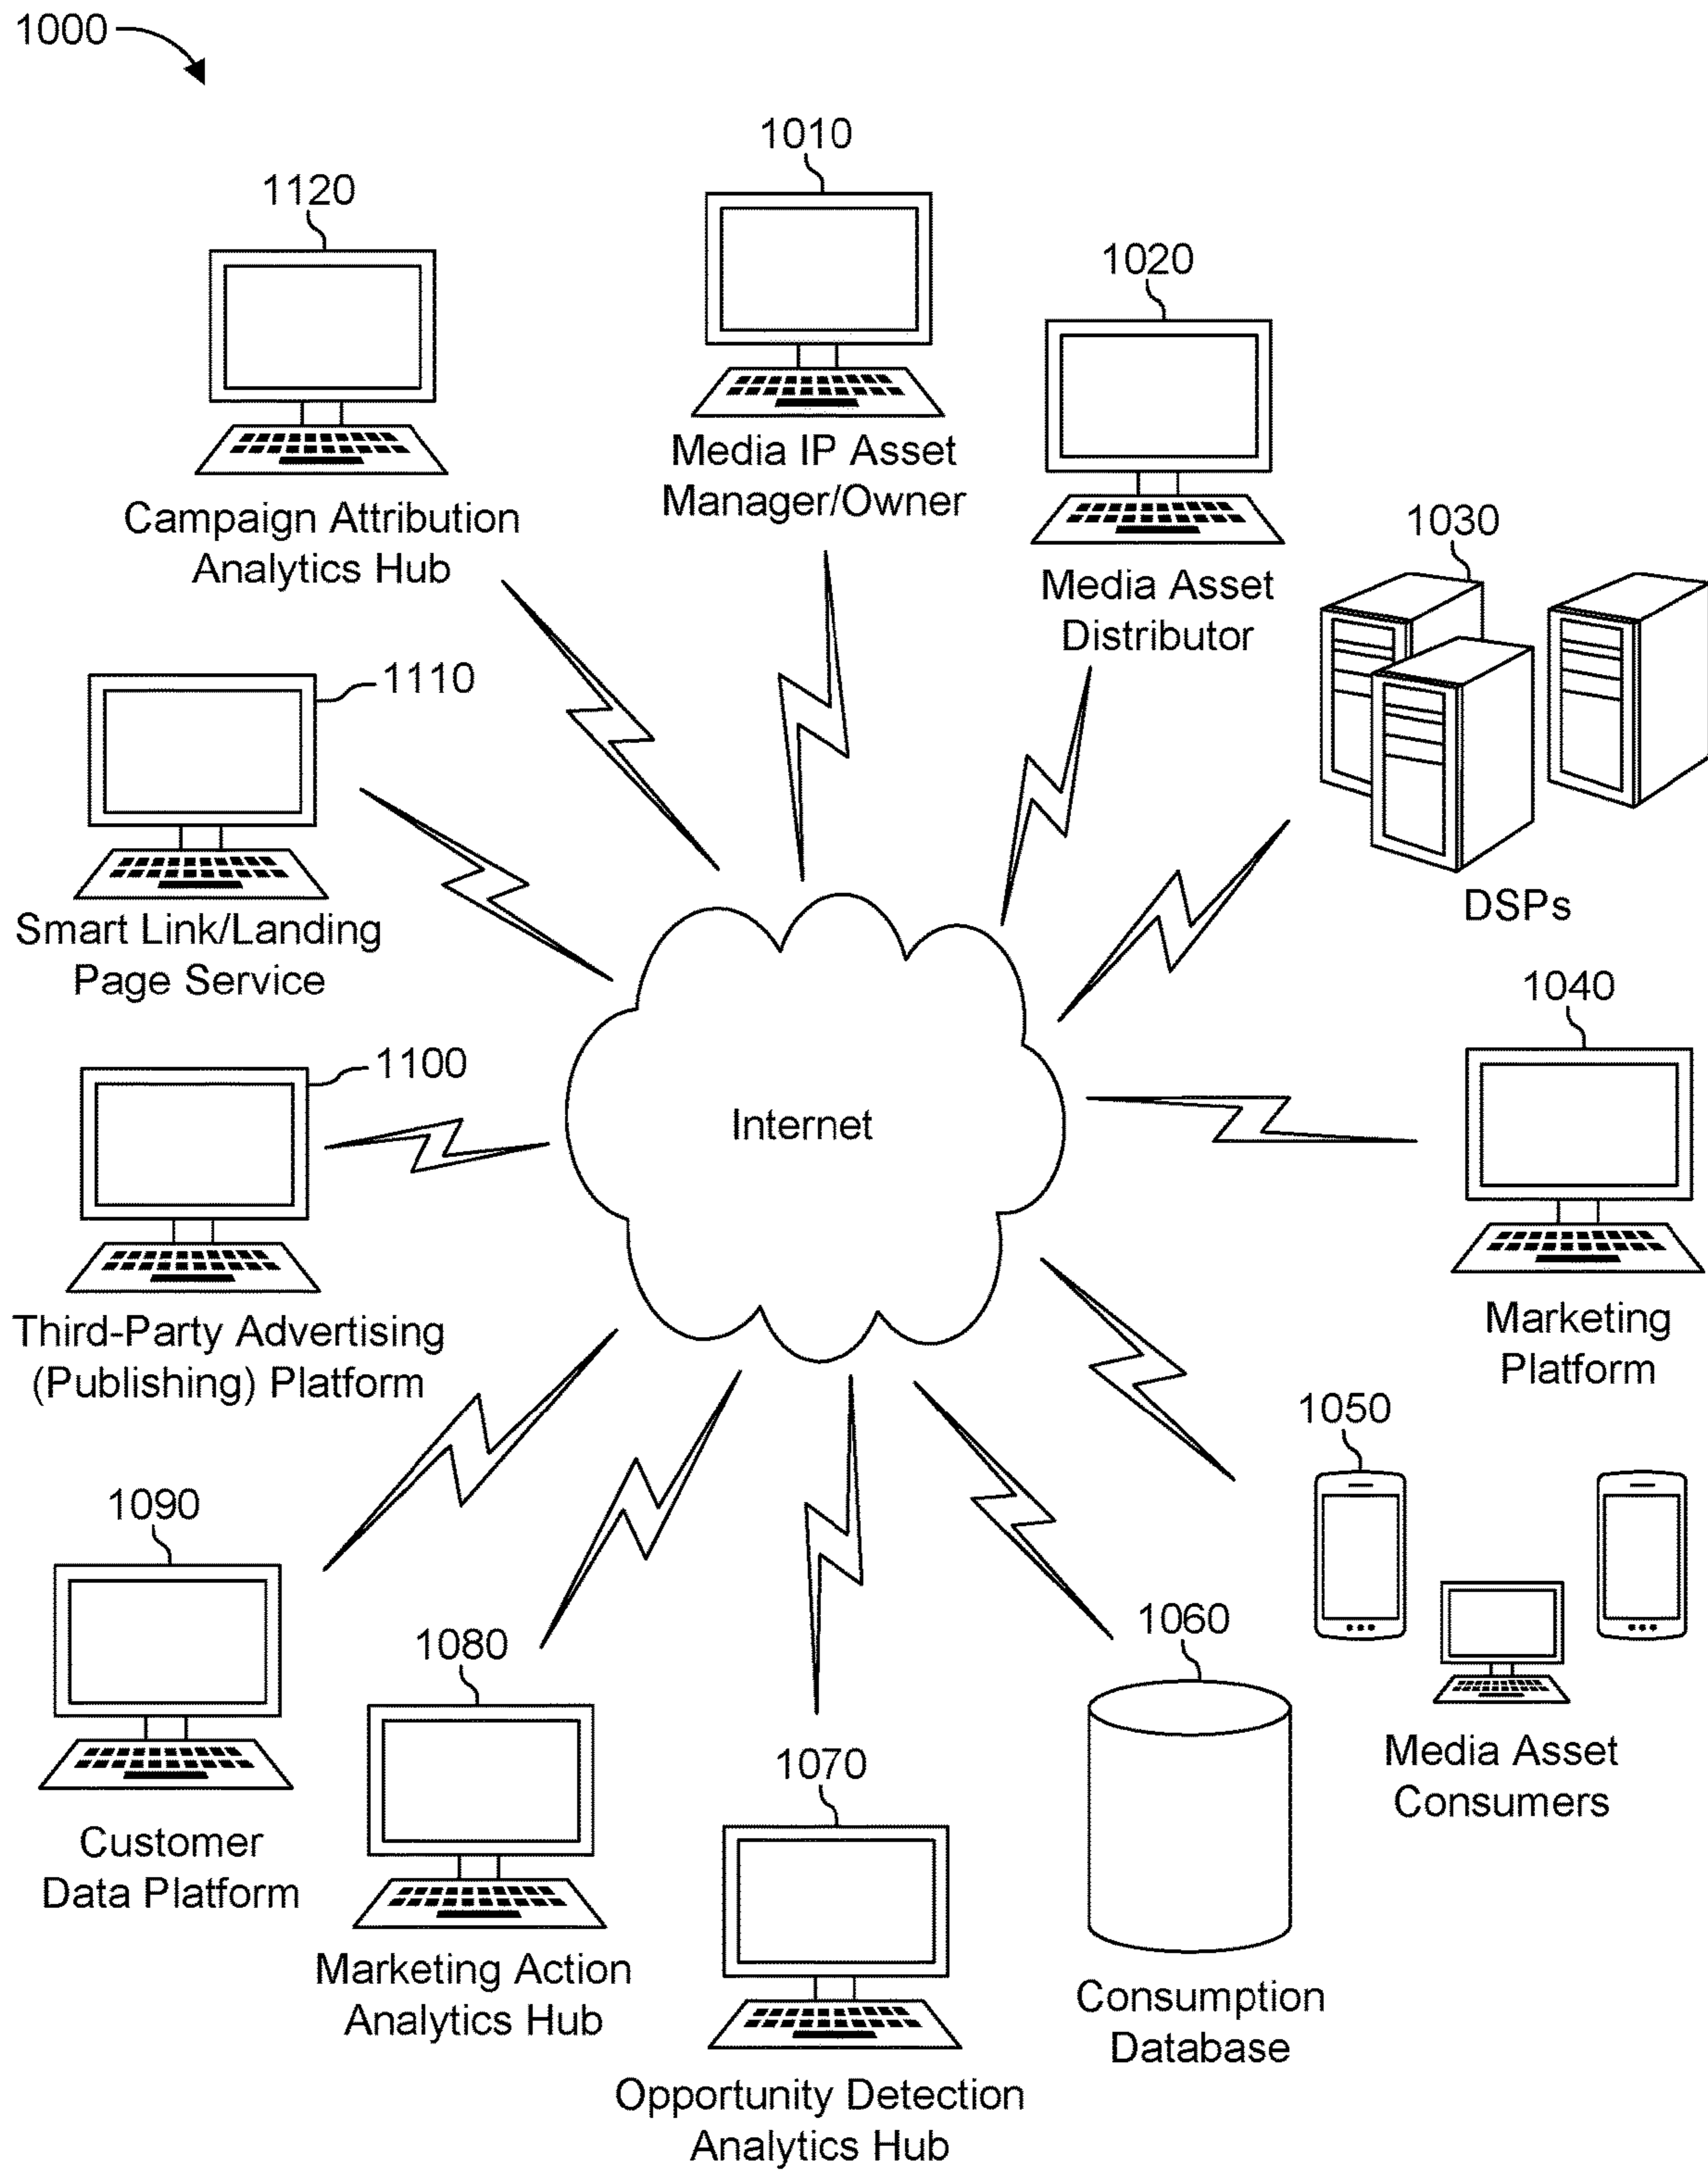 1000
1010
1120
1020
Media IP Asset
Manager/Owner
Campaign Attribution
Analytics Hub
1030
Media Asset
Distributor
1110
DSPs
Smart Link/Landing
Page Service
1040
1100
Internet
Marketing
Platform
Third-Party Advertising
(Publishing) Platform
1050
1090
1060
1080
Media Asset
Consumers
1070
Customer
Data Platform
Marketing Action
Analytics Hub
Consumption
Database
Opportunity Detection
Analytics Hub